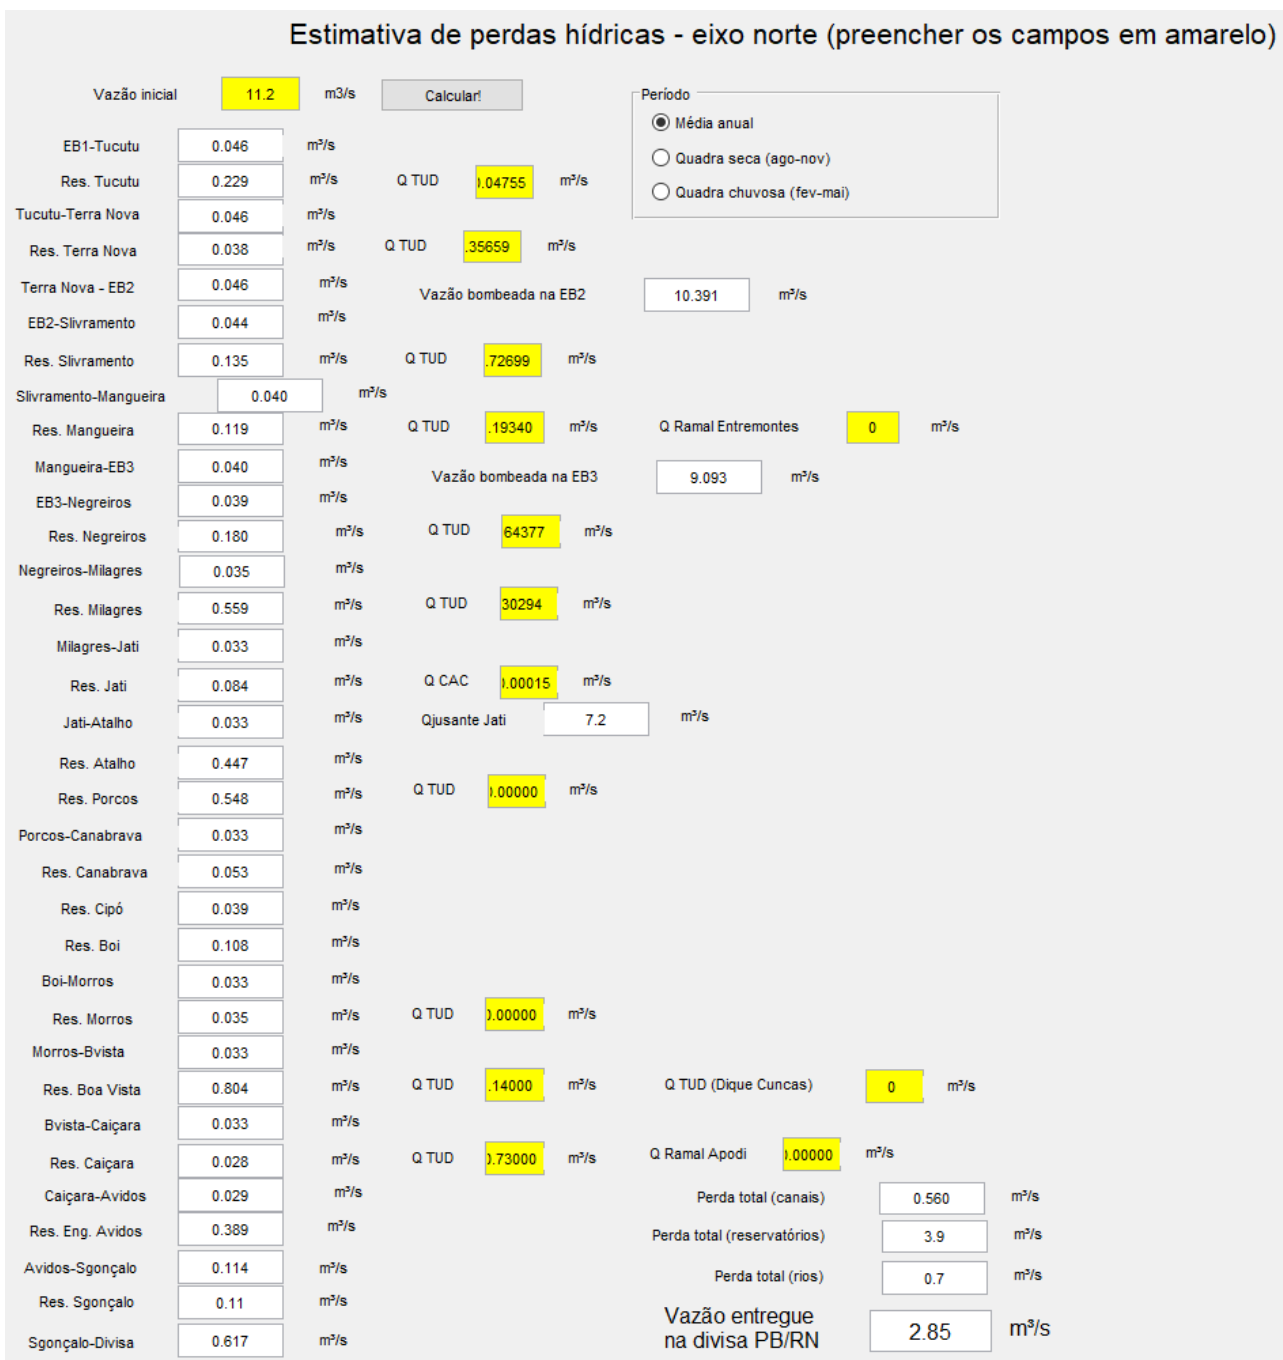 Estimativa de perdas hídricas - eixo norte (preencher os campos em amarelo)
Vazão inicial 11.2 m3/s Calcular!
Período
Média anual
Quadra seca (ago-nov)
Quadra chuvosa (fev-mai)
EB1-Tucutu 0.046 m³/s
Res. Tucutu 0.229 m³/s Q TUD 0.04755 m³/s
Tucutu-Terra Nova 0.046 m³/s
Res. Terra Nova 0.038 m³/s Q TUD .35659 m³/s
Terra Nova - EB2 0.046 m³/s
Vazão bombeada na EB2 10.391 m³/s
EB2-Slivramento 0.044 m³/s
Res. Slivramento 0.135 m³/s Q TUD .72699 m³/s
Slivramento-Mangueira 0.040 m³/s
Res. Mangueira 0.119 m³/s Q TUD .19340 m³/s Q Ramal Entremontes 0 m³/s
Mangueira-EB3 0.040 m³/s
Vazão bombeada na EB3 9.093 m³/s
EB3-Negreiros 0.039 m³/s
Res. Negreiros 0.180 m³/s Q TUD 64377 m³/s
Negreiros-Milagres 0.035 m³/s
Res. Milagres 0.559 m³/s Q TUD 30294 m³/s
Milagres-Jati 0.033 m³/s
Res. Jati 0.084 m³/s Q CAC 0.00015 m³/s
Jati-Atalho 0.033 m³/s Qjusante Jati 7.2 m³/s
Res. Atalho 0.447 m³/s
Res. Porcos 0.548 m³/s Q TUD 0.00000 m³/s
Porcos-Canabrava 0.033 m³/s
Res. Canabrava 0.053 m³/s
Res. Cipó 0.039 m³/s
Res. Boi 0.108 m³/s
Boi-Morros 0.033 m³/s
Res. Morros 0.035 m³/s Q TUD 0.00000 m³/s
Morros-Bvista 0.033 m³/s
Res. Boa Vista 0.804 m³/s Q TUD .14000 m³/s Q TUD (Dique Cuncas) 0 m³/s
Bvista-Caiçara 0.033 m³/s
Res. Caiçara 0.028 m³/s Q TUD 0.73000 m³/s Q Ramal Apodi 0.00000 m³/s
Caiçara-Avidos 0.029 m³/s Perda total (canais) 0.560 m³/s
Res. Eng. Avidos 0.389 m³/s Perda total (reservatórios) 3.9 m³/s
Avidos-Sgonçalo 0.114 m³/s Perda total (rios) 0.7 m³/s
Res. Sgonçalo 0.11 m³/s
Vazão entregue
na divisa PB/RN 2.85 m³/s
Sgonçalo-Divisa 0.617 m³/s